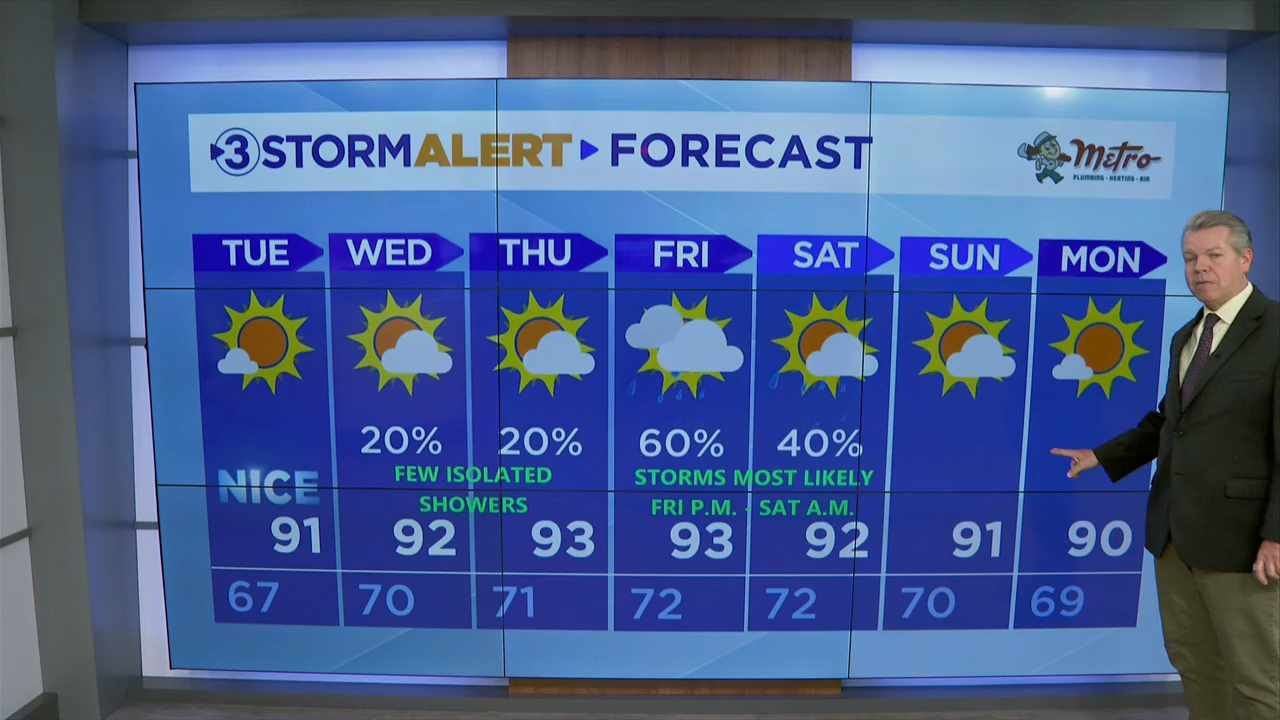 3 STORMALERT FORECAST
Metro
PLUMBING • HEATING • AIR
TUE WED THU FRI SAT SUN MON
20% 20% 60% 40%
NICE
FEW ISOLATED
SHOWERS
STORMS MOST LIKELY
FRI P.M. - SAT A.M.
91 92 93 93 92 91 90
67 70 71 72 72 70 69